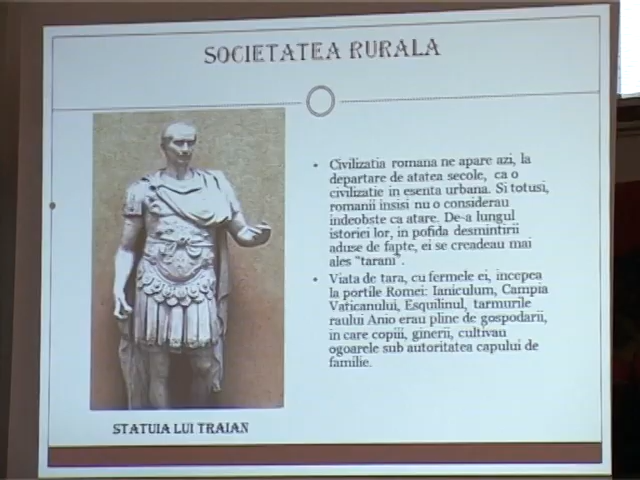 SOCIETATEA RURALA
• Civilizatia romana ne apare azi, la
departare de atatea secole, ca o
civilizatie in esenta urbana. Si totusi,
romanii insisi nu o considerau
indeobste ca atare. De-a lungul
istoriei lor, in pofida desmintirii
aduse de fapte, ei se creadeau mai
ales "tarani".
• Viata de tara, cu fermele ei, incepea
la portile Romei: Ianiculum, Campia
Vaticanului, Esquilinul, tarmurile
raului Anio erau pline de gospodarii,
in care copiii, ginerii, cultivau
ogoarele sub autoritatea capului de
familie.
STATUIA LUI TRAIAN